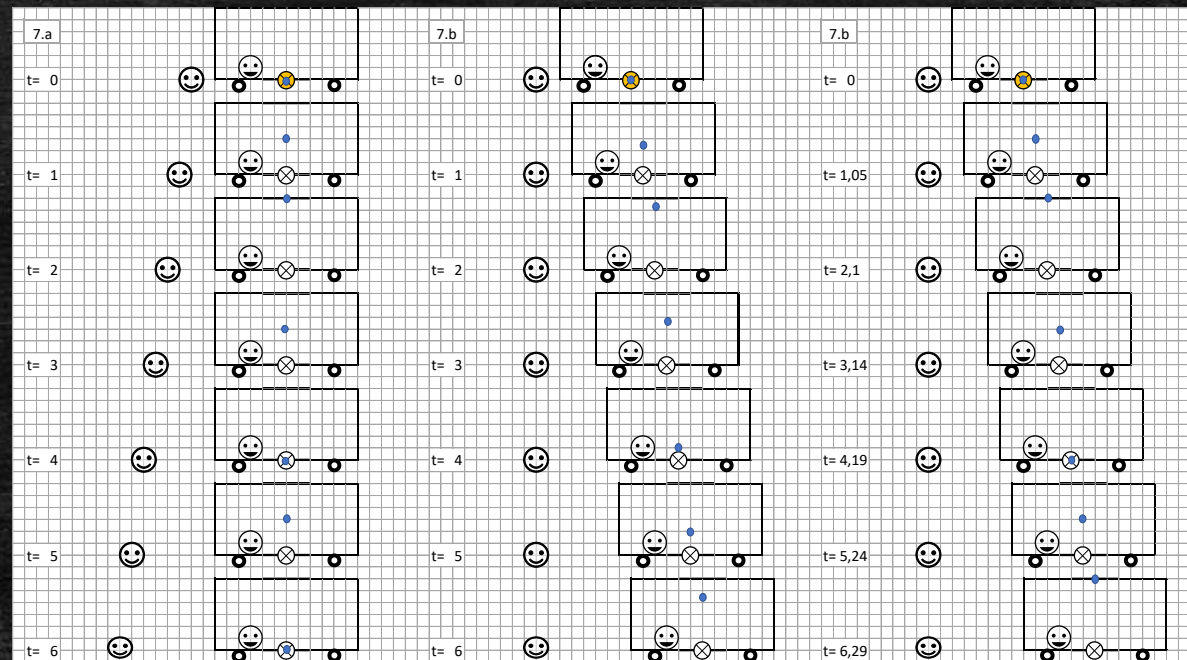 7.a
t= 0
t= 1
t= 2
t= 3
t= 4
t= 5
t= 6
7.b
t= 0
t= 1
t= 2
t= 3
t= 4
t= 5
t= 6
7.b
t= 0
t= 1,05
t= 2,1
t= 3,14
t= 4,19
t= 5,24
t= 6,29